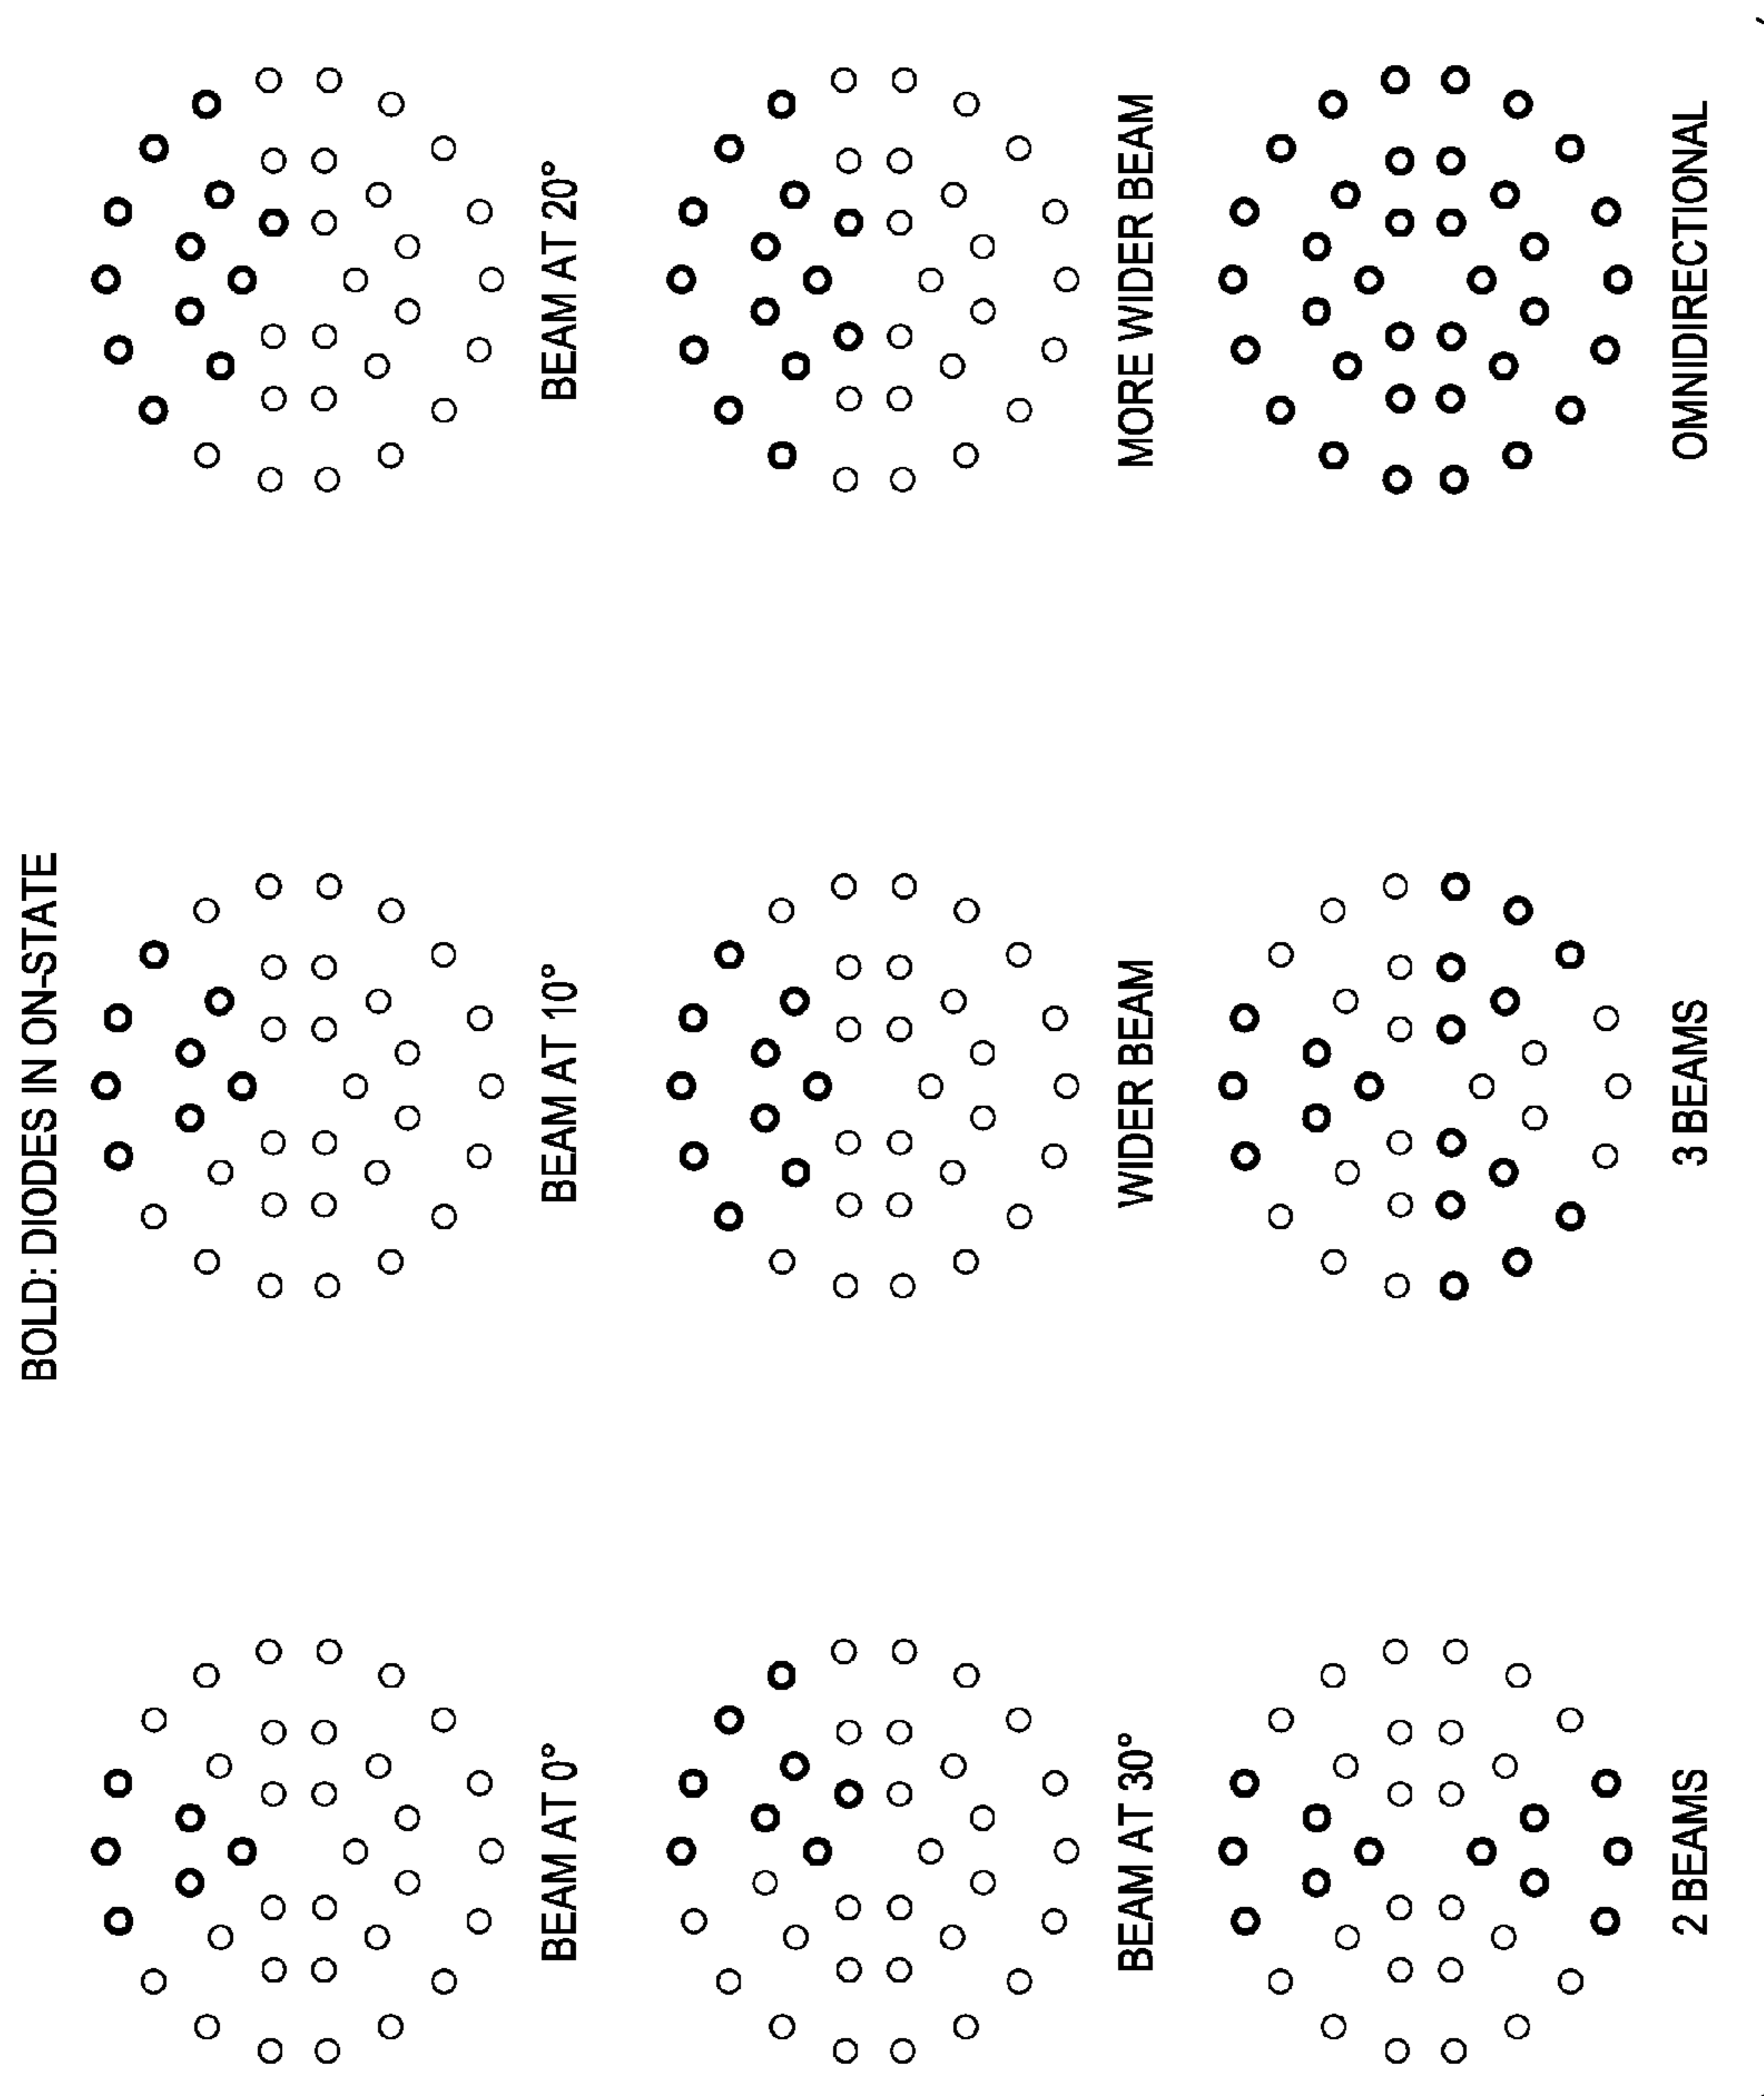 BOLD: DIODES IN ON-STATE
BEAM AT 0°
BEAM AT 10°
BEAM AT 20°
BEAM AT 30°
WIDER BEAM
MORE WIDER BEAM
2 BEAMS
3 BEAMS
OMNIDIRECTIONAL